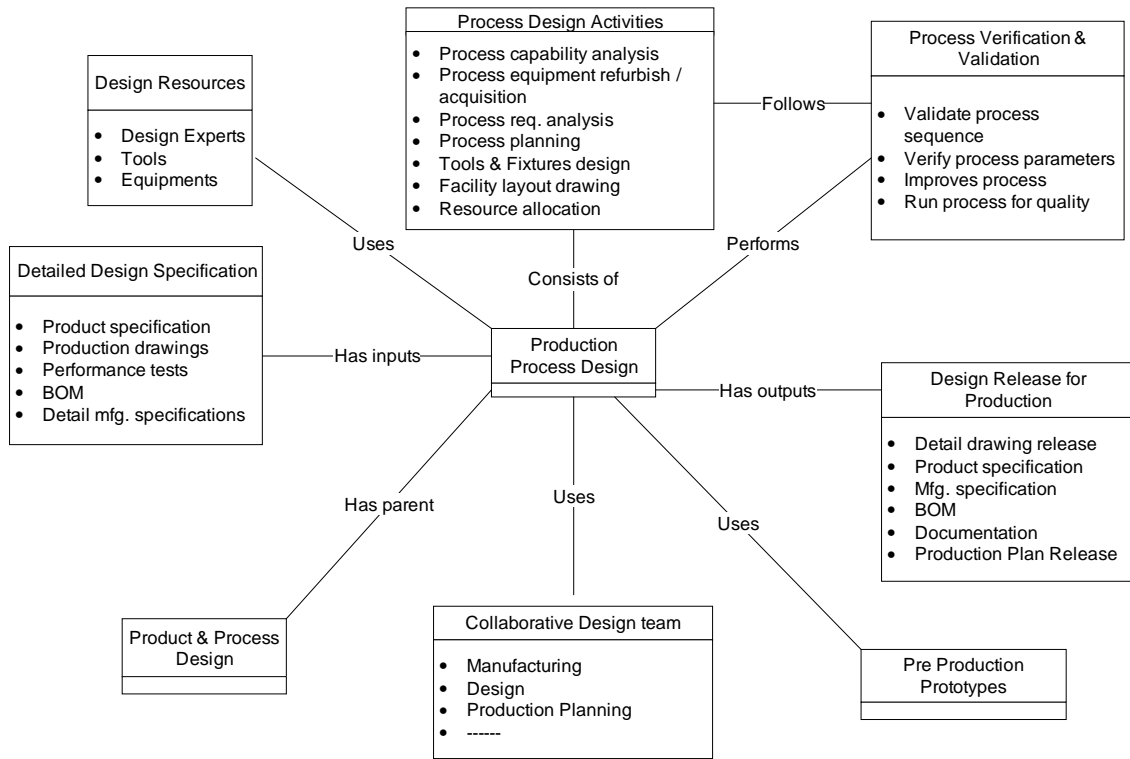 Process Design Activities
• Process capability analysis
• Process equipment refurbish /
acquisition
• Process req. analysis
• Process planning
• Tools & Fixtures design
• Facility layout drawing
• Resource allocation
Process Verification &
Validation
• Validate process
sequence
• Verify process parameters
• Improves process
• Run process for quality
Design Resources
• Design Experts
• Tools
• Equipments
Follows
Uses
Performs
Consists of
Detailed Design Specification
• Product specification
• Production drawings
• Performance tests
• BOM
• Detail mfg. specifications
Has inputs
Production
Process Design
Has outputs
Design Release for
Production
• Detail drawing release
• Product specification
• Mfg. specification
• BOM
• Documentation
• Production Plan Release
Has parent
Uses
Uses
Product & Process
Design
Collaborative Design team
• Manufacturing
• Design
• Production Planning
• ------
Pre Production
Prototypes